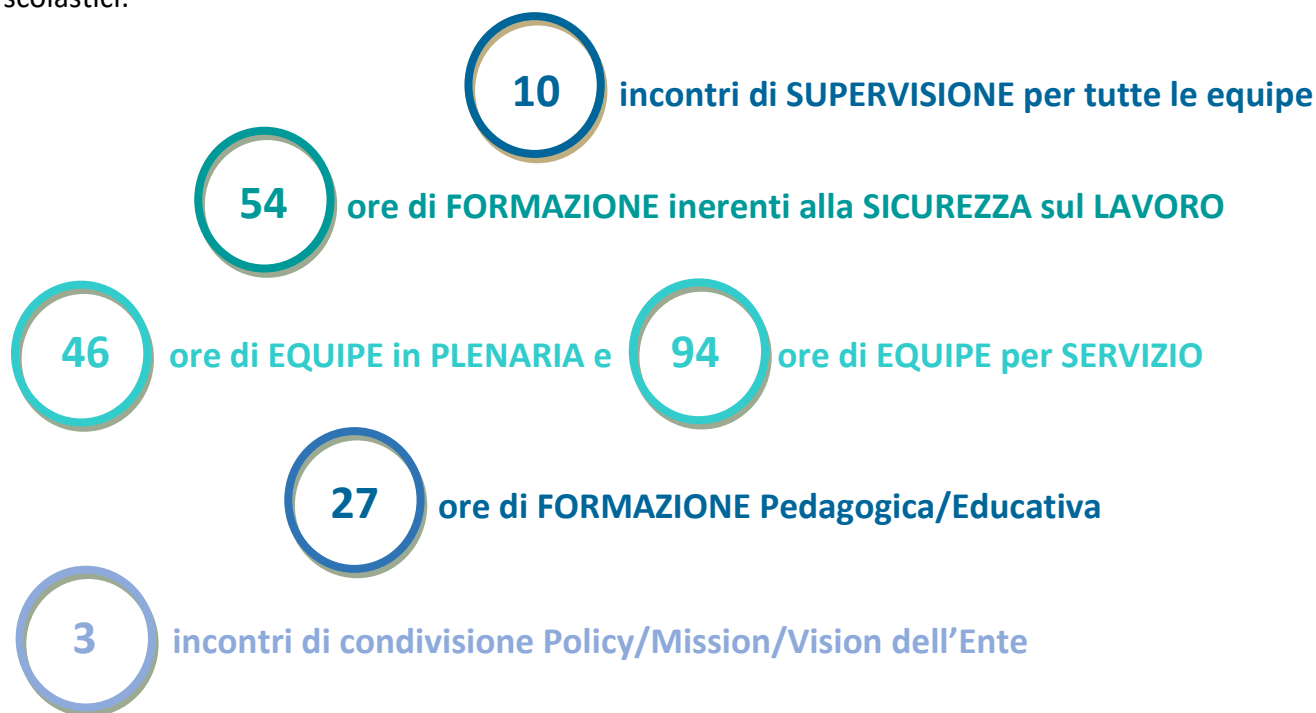 scolastici.
10 incontri di SUPERVISIONE per tutte le equipe
54 ore di FORMAZIONE inerenti alla SICUREZZA sul LAVORO
46 ore di EQUIPE in PLENARIA e 94 ore di EQUIPE per SERVIZIO
27 ore di FORMAZIONE Pedagogica/Educativa
3 incontri di condivisione Policy/Mission/Vision dell’Ente